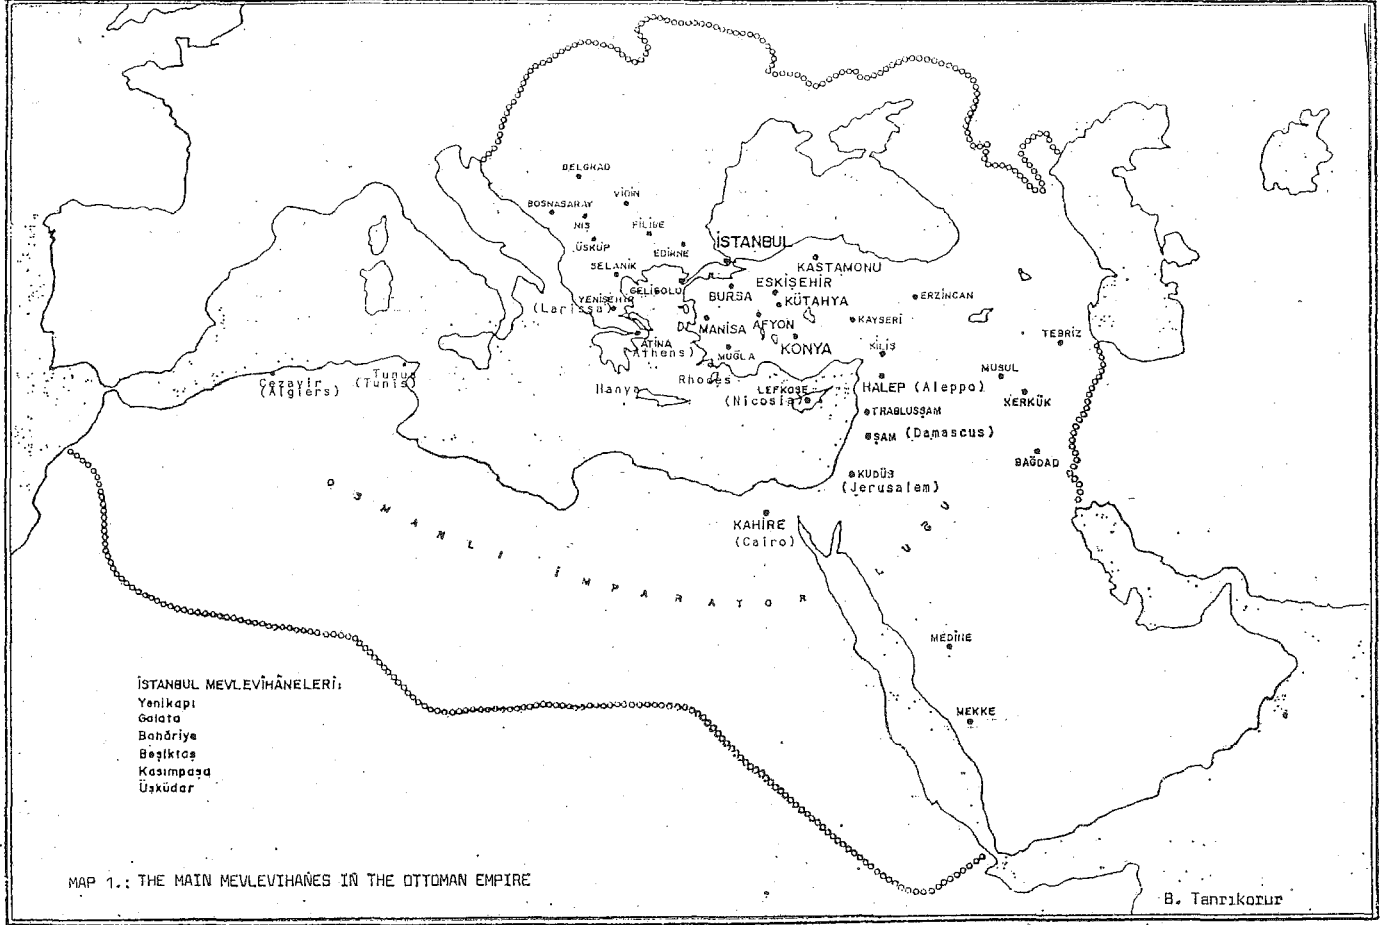 BELGRAD
VİDİN
BOSNASARAY
NİŞ
FİLİBE
ÜSKÜP
EDİRNE
İSTANBUL
SELANİK
KASTAMONU
GELİBOLU
ESKİŞEHİR
BURSA
KÜTAHYA
ERZİNCAN
YENİŞEHİR
(Larissa)
MANİSA
AFYON
KAYSERİ
TEBRİZ
ATİNA
Athens)
MUĞLA
KONYA
KİLİS
Rhodes
Hanya
LEFKOŞE
(Nicosia)
HALEP (Aleppo)
MUSUL
KERKÜK
Cezayir
(Algiers)
Tunus
(Tunis)
TRABLUSŞAM
ŞAM (Damascus)
BAĞDAD
KUDÜS
(Jerusalem)
KAHİRE
(Cairo)
OSMANLI İMPARATORLUĞU
MEDİNE
MEKKE
İSTANBUL MEVLEVİHÂNELERİ:
Yenikapı
Galata
Bahâriye
Beşiktaş
Kasımpaşa
Üsküdar
MAP 1.: THE MAIN MEVLEVIHANES IN THE OTTOMAN EMPIRE
B. Tanrıkorur